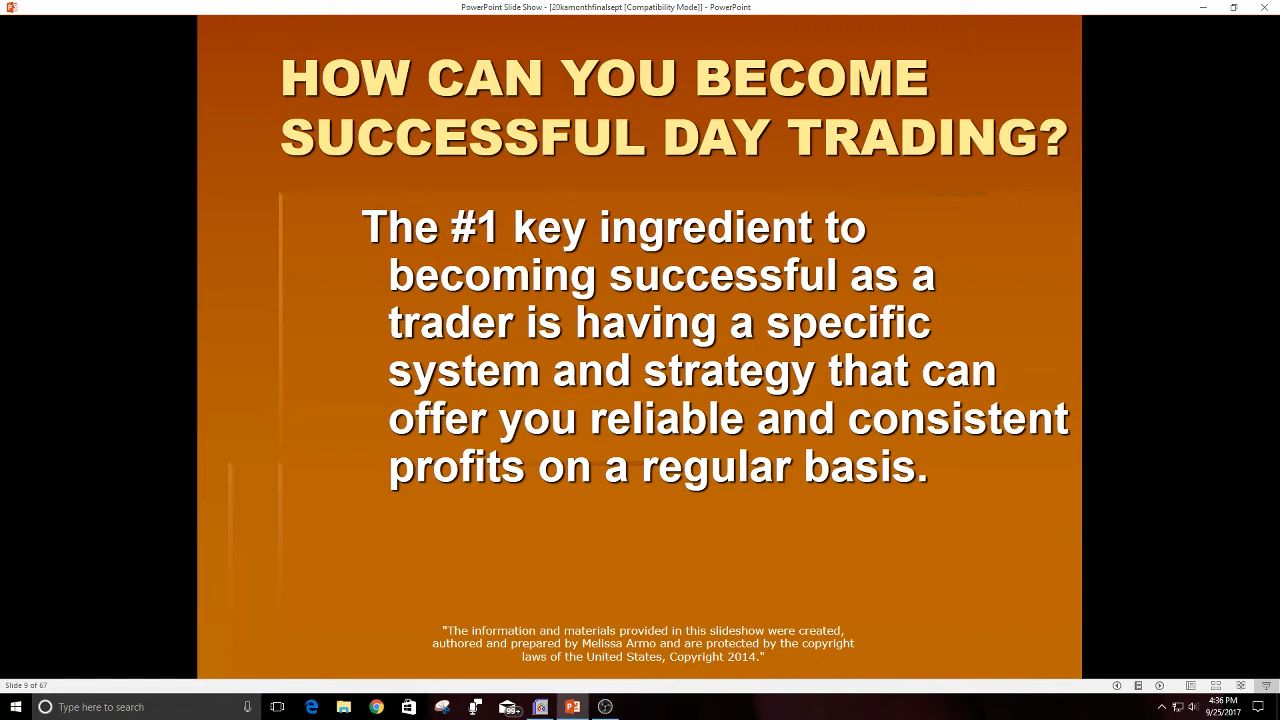 PowerPoint Slide Show - [20kamonthfinalsept [Compatibility Mode]] - PowerPoint
HOW CAN YOU BECOME
SUCCESSFUL DAY TRADING?
The #1 key ingredient to
becoming successful as a
trader is having a specific
system and strategy that can
offer you reliable and consistent
profits on a regular basis.
"The information and materials provided in this slideshow were created,
authored and prepared by Melissa Armo and are protected by the copyright
laws of the United States, Copyright 2014."
Slide 9 of 67
Type here to search
99+
4:36 PM
9/25/2017